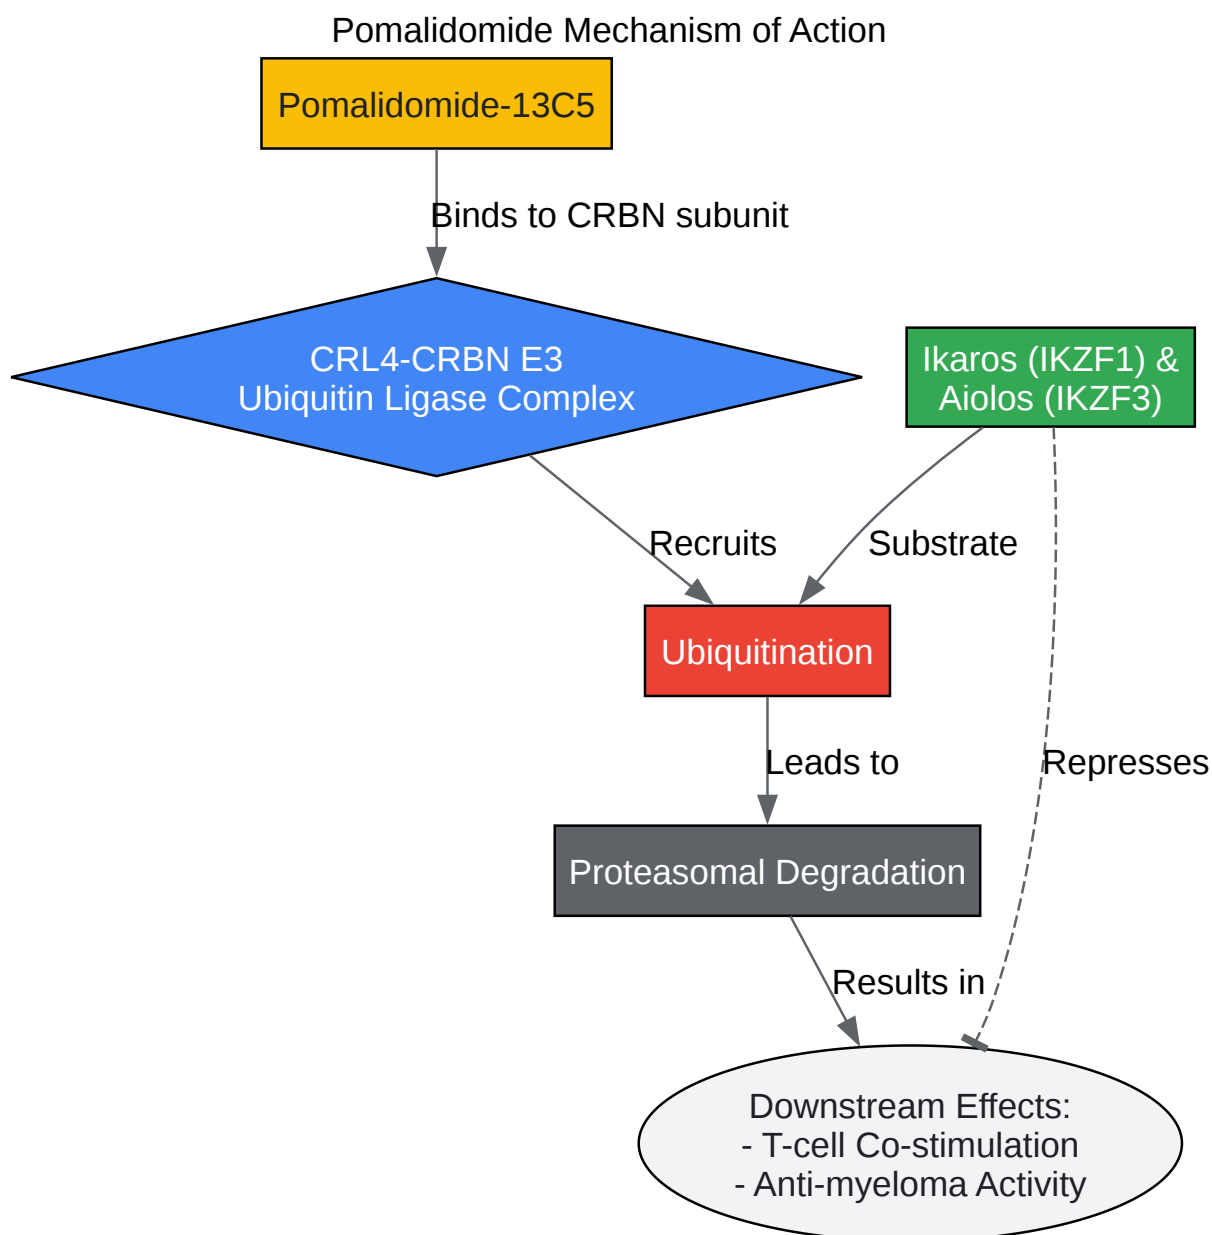 Pomalidomide Mechanism of Action
Pomalidomide-13C5
Binds to CRBN subunit
CRL4-CRBN E3
Ubiquitin Ligase Complex
Ikaros (IKZF1) &
Aiolos (IKZF3)
Recruits
Substrate
Ubiquitination
Leads to
Represses
Proteasomal Degradation
Results in
Downstream Effects:
- T-cell Co-stimulation
- Anti-myeloma Activity